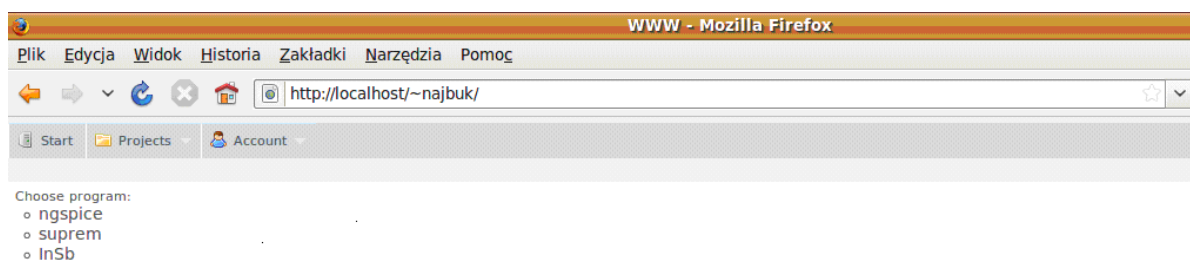 WWW - Mozilla Firefox
Plik Edycja Widok Historia Zakładki Narzędzia Pomoc
http://localhost/~najbuk/
Start Projects Account
Choose program:
ngspice
suprem
InSb